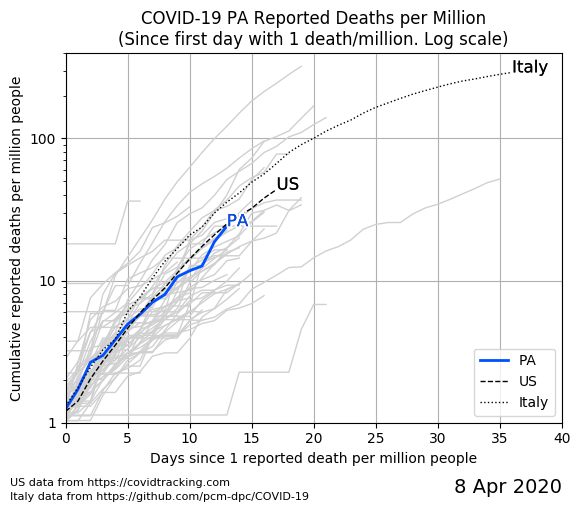 COVID-19 PA Reported Deaths per Million
(Since first day with 1 death/million. Log scale)
Cumulative reported deaths per million people
100
10
1
Italy
US
PA
PA
US
Italy
0
5
10
15
20
25
30
35
40
Days since 1 reported death per million people
US data from https://covidtracking.com
Italy data from https://github.com/pcm-dpc/COVID-19
8 Apr 2020